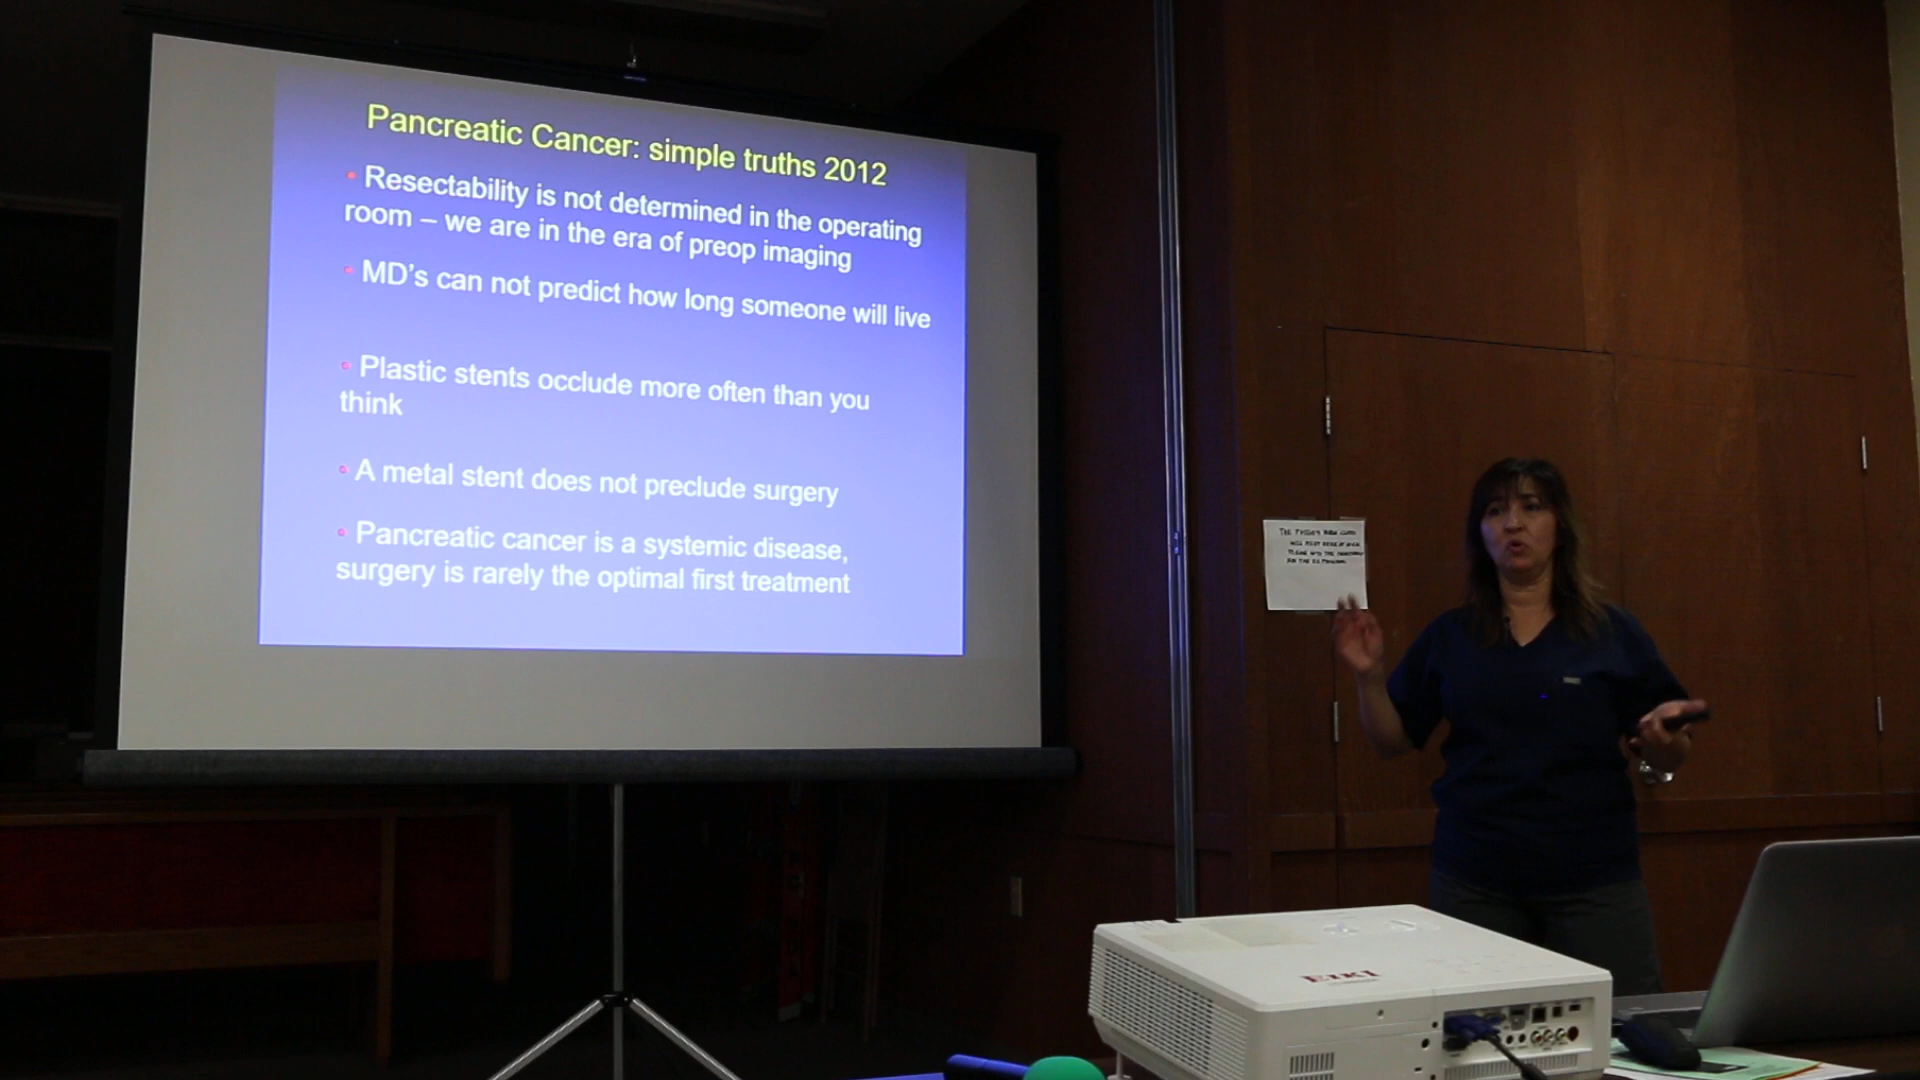 Pancreatic Cancer: simple truths 2012
• Resectability is not determined in the operating
room – we are in the era of preop imaging
• MD's can not predict how long someone will live
• Plastic stents occlude more often than you
think
• A metal stent does not preclude surgery
• Pancreatic cancer is a systemic disease,
surgery is rarely the optimal first treatment
EIKI